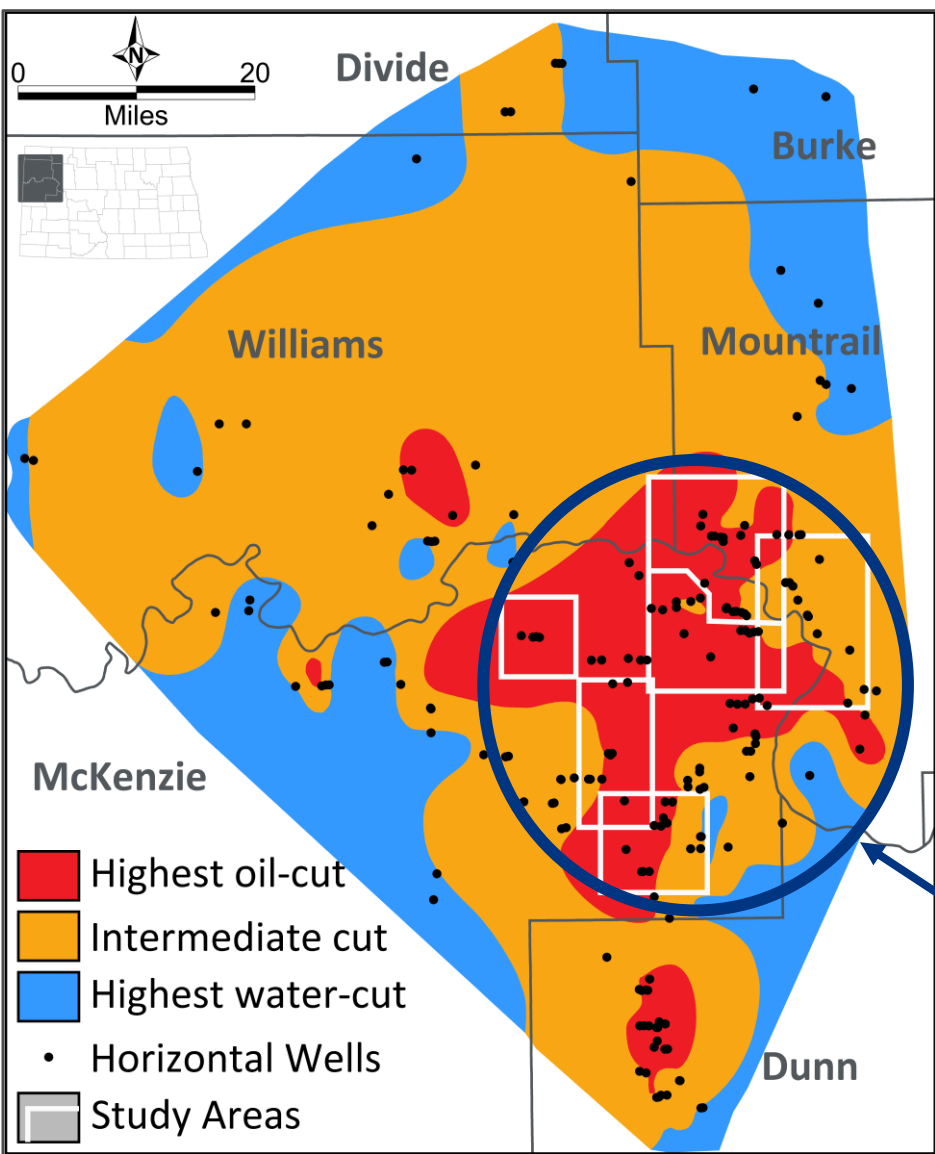 N
0 20
Miles
Divide
Burke
Williams
Mountrail
McKenzie
Highest oil-cut
Intermediate cut
Highest water-cut
Horizontal Wells
Study Areas
Dunn